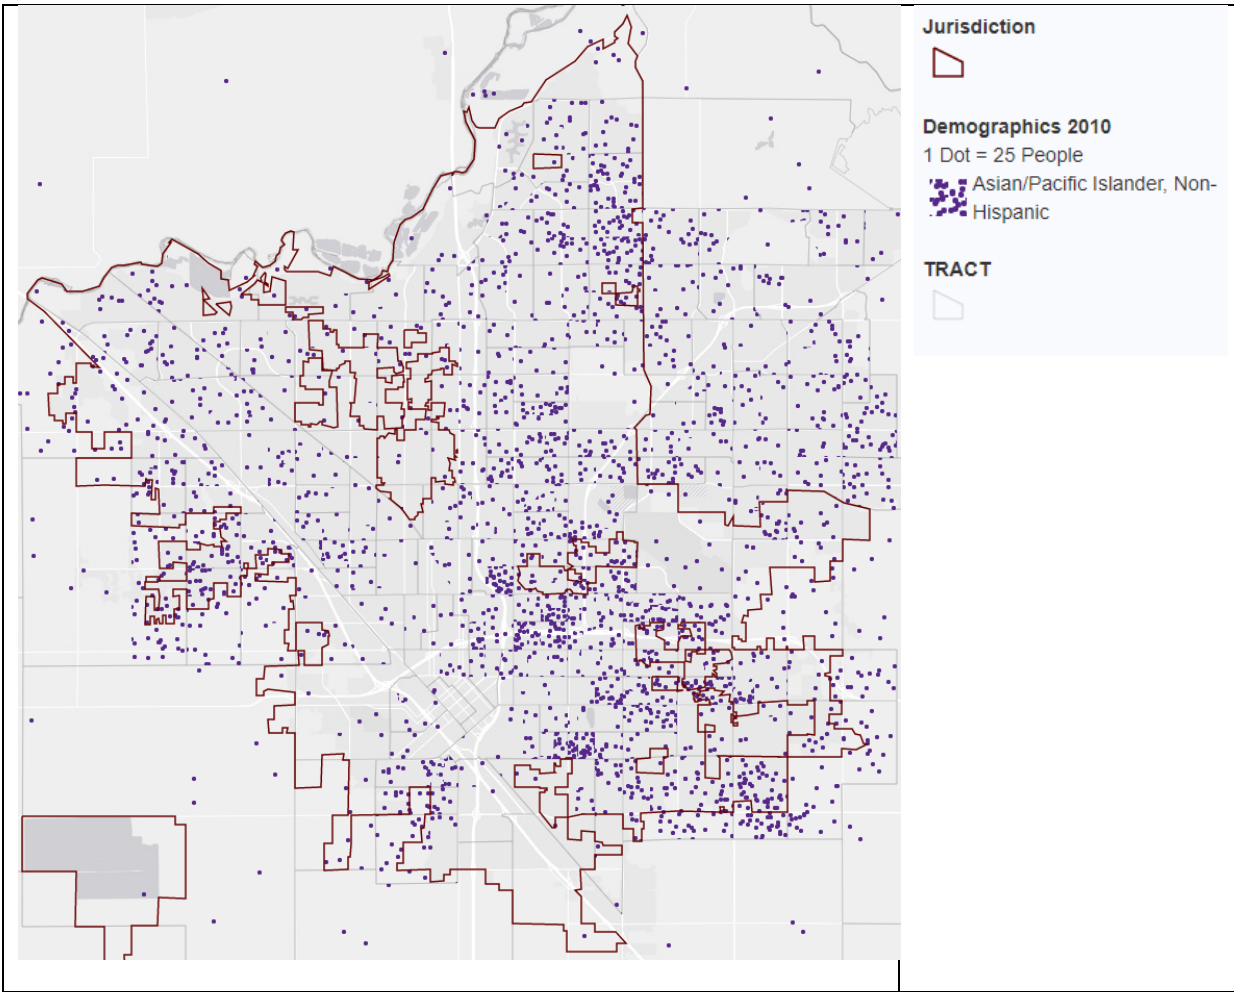 Jurisdiction
Demographics 2010
1 Dot = 25 People
Asian/Pacific Islander, Non-
Hispanic
TRACT